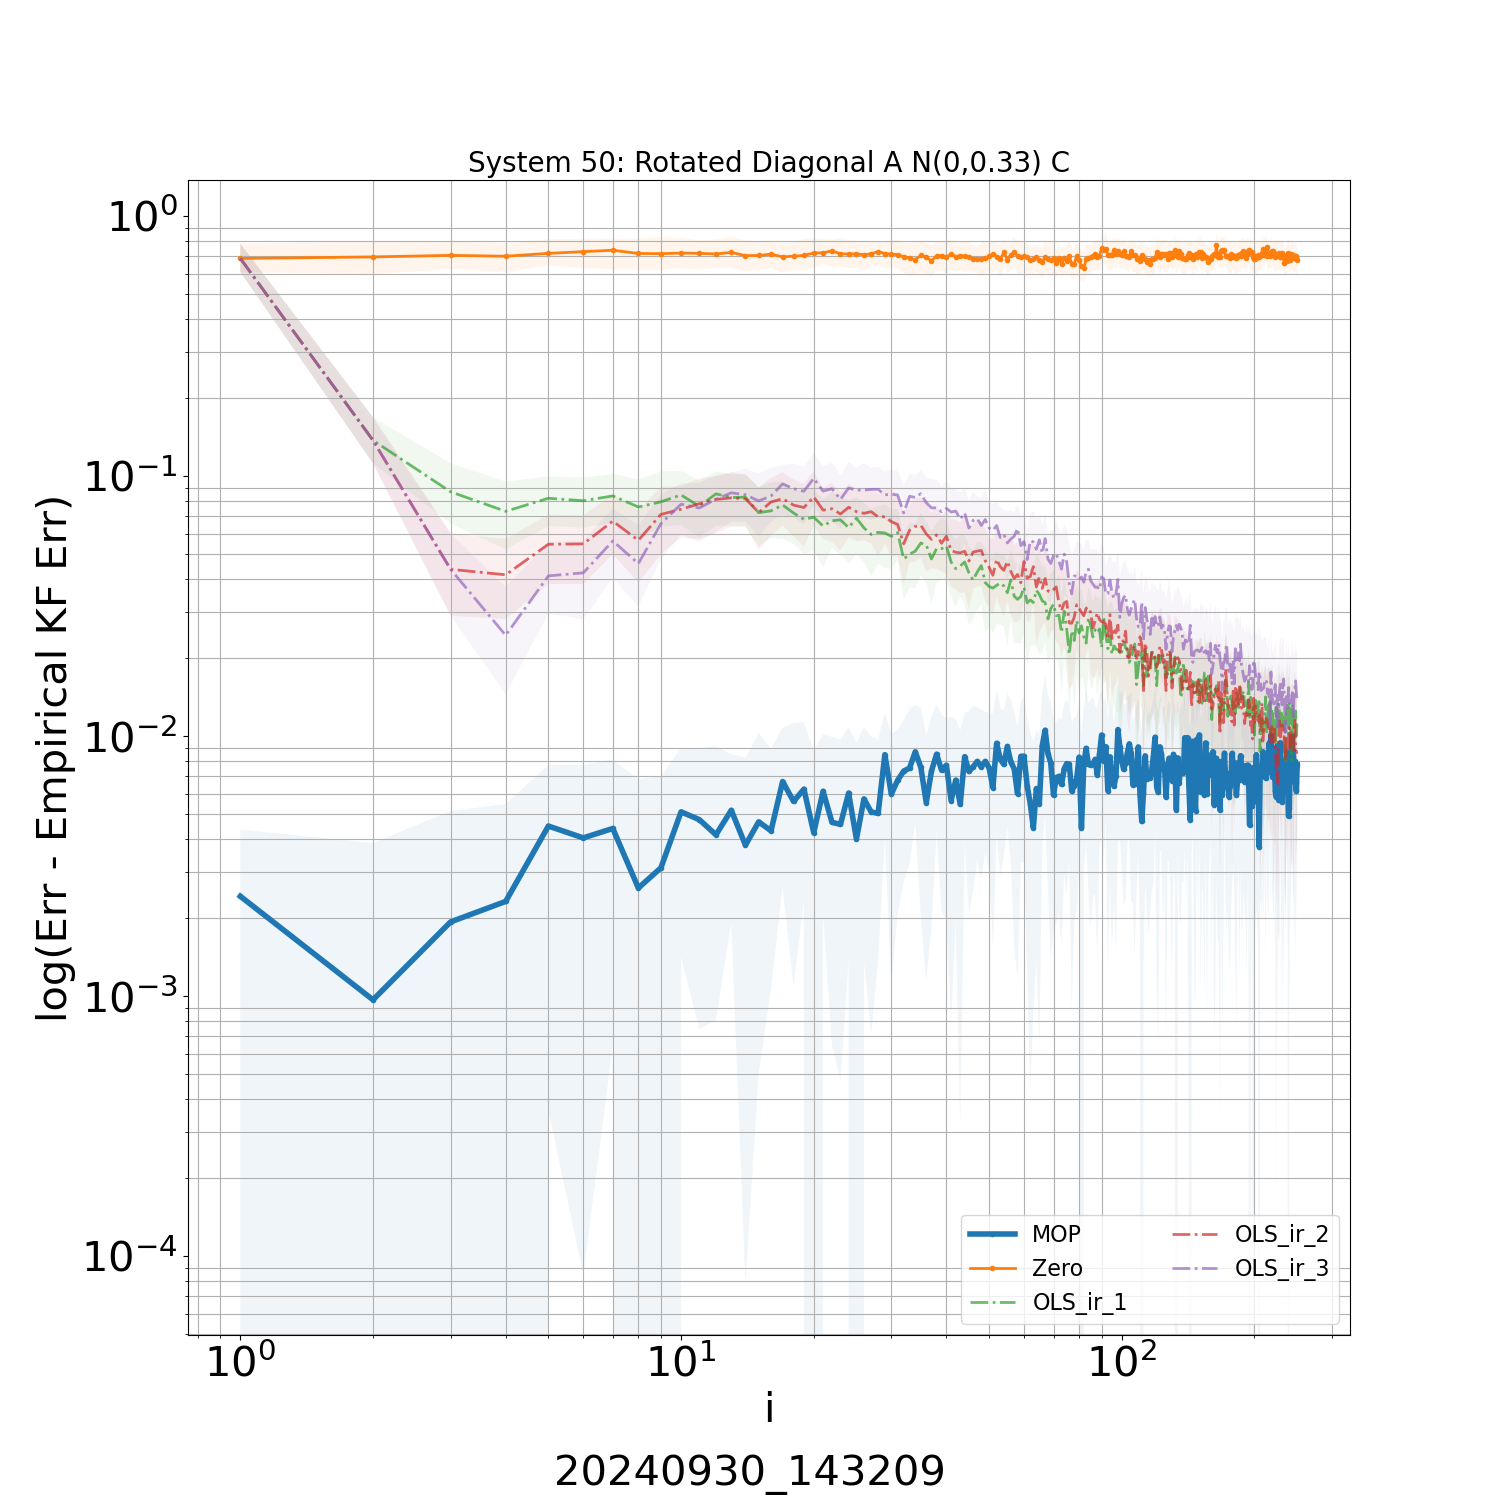 System 50: Rotated Diagonal A N(0,0.33) C
log(Err - Empirical KF Err)
10^0
10^-1
10^-2
10^-3
10^-4
MOP
Zero
OLS_ir_1
OLS_ir_2
OLS_ir_3
10^0 10^1 10^2
i
20240930_143209